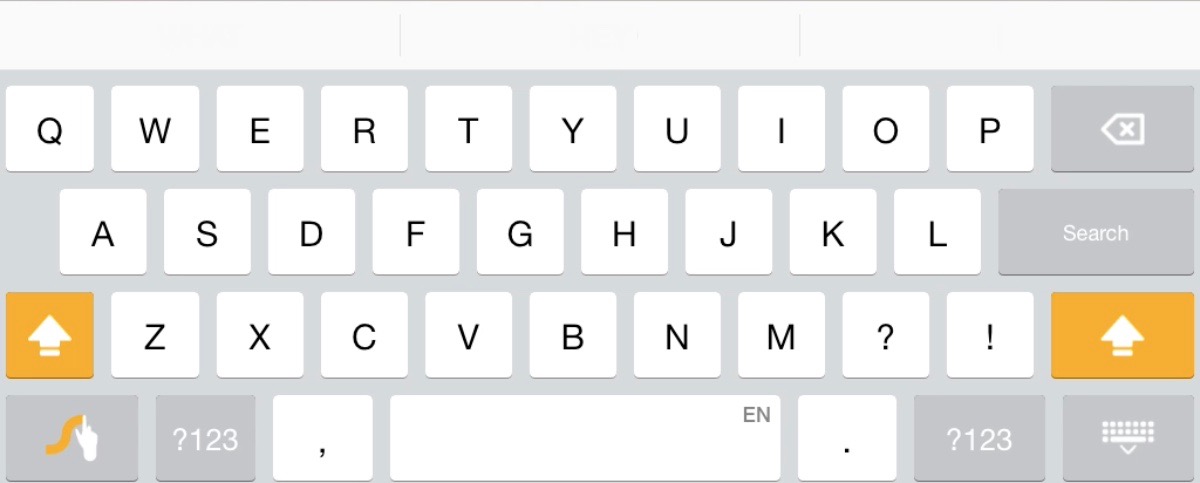 Q W E R T Y U I O P
A S D F G H J K L Search
Z X C V B N M ? !
?123 , EN . ?123